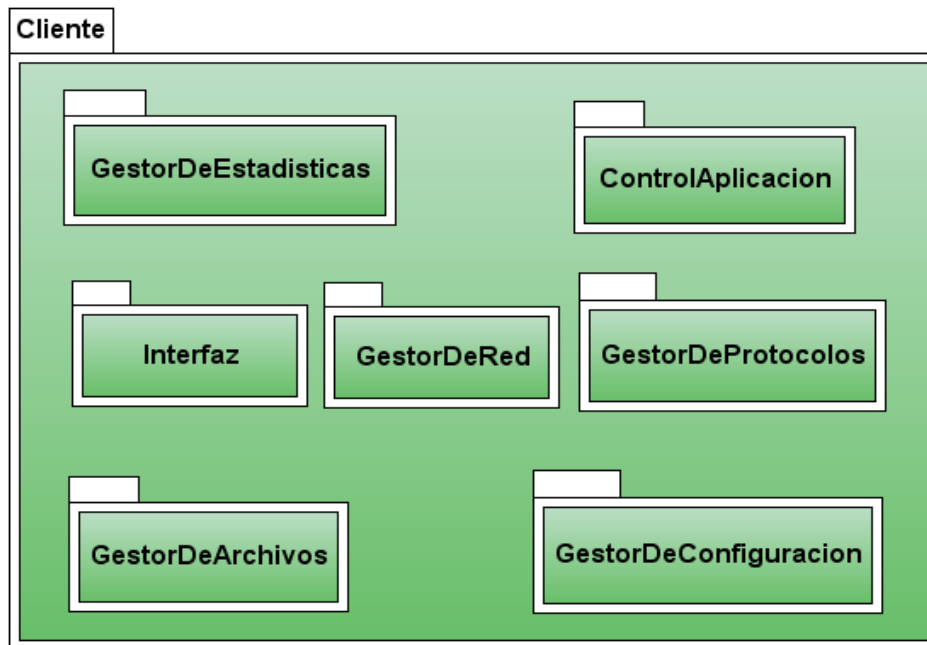 Cliente
GestorDeEstadisticas
ControlAplicacion
Interfaz
GestorDeRed
GestorDeProtocolos
GestorDeArchivos
GestorDeConfiguracion